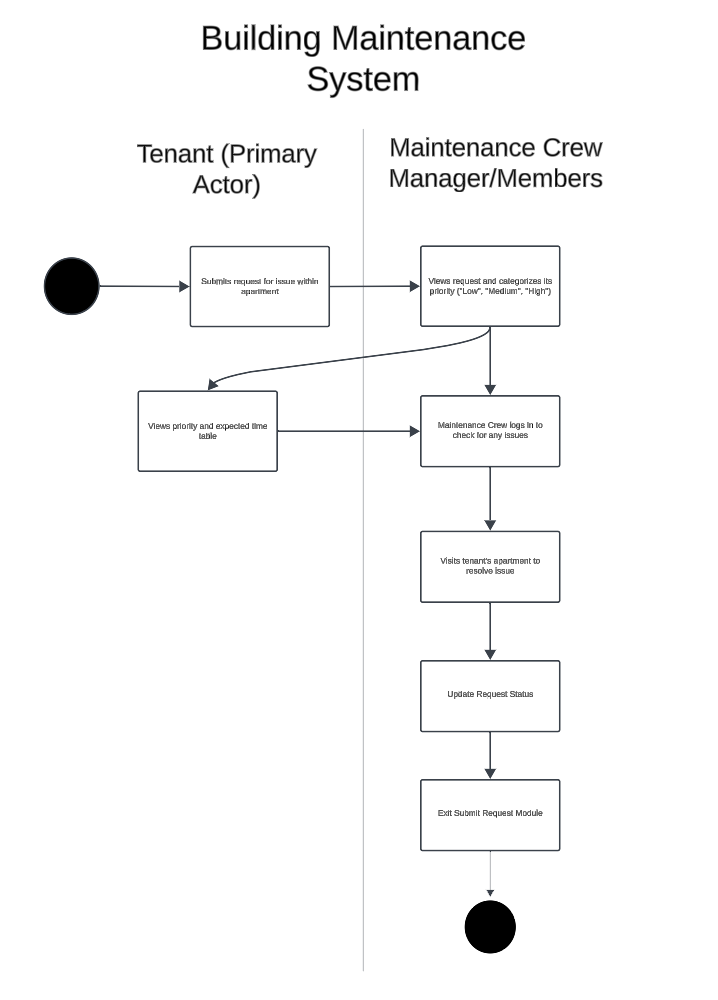 Building Maintenance
System
Tenant (Primary
Actor)
Maintenance Crew
Manager/Members
Submits request for issue within
apartment
Views request and categorizes its
priority ("Low", "Medium", "High")
Views priority and expected time
table
Maintenance Crew logs in to
check for any issues
Visits tenant's apartment to
resolve issue
Update Request Status
Exit Submit Request Module